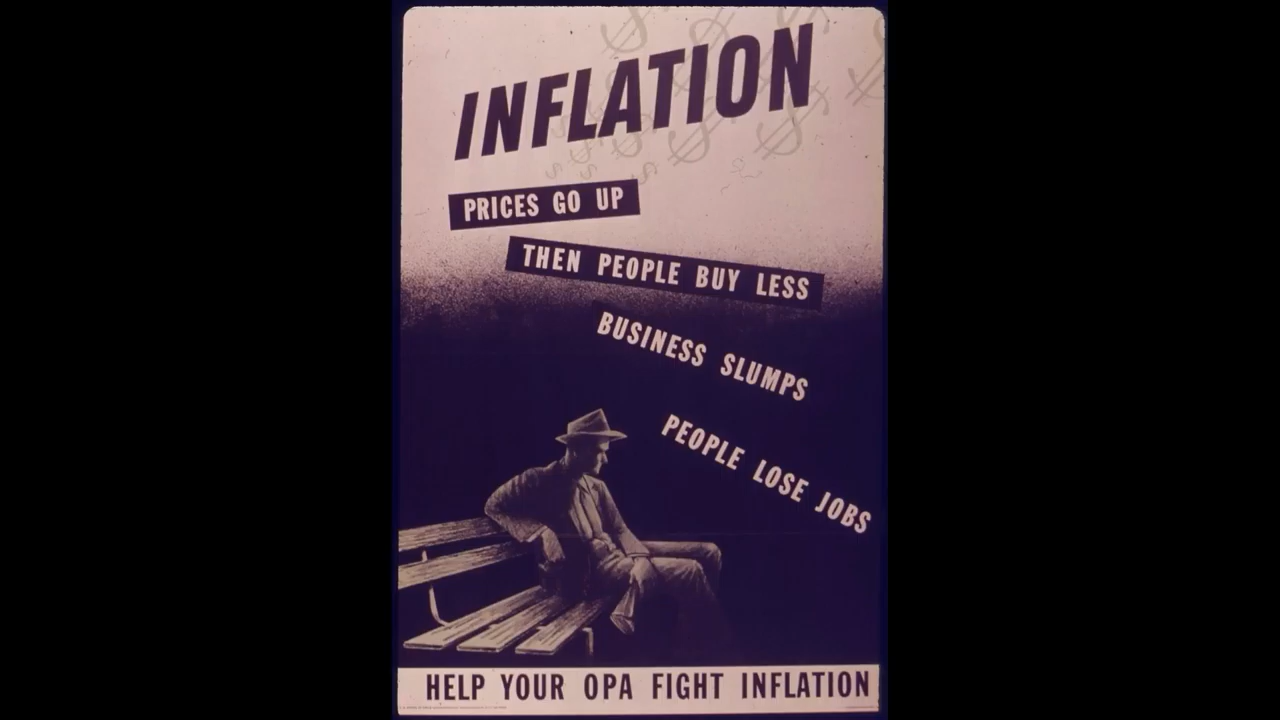 INFLATION
PRICES GO UP
THEN PEOPLE BUY LESS
BUSINESS SLUMPS
PEOPLE LOSE JOBS
HELP YOUR OPA FIGHT INFLATION